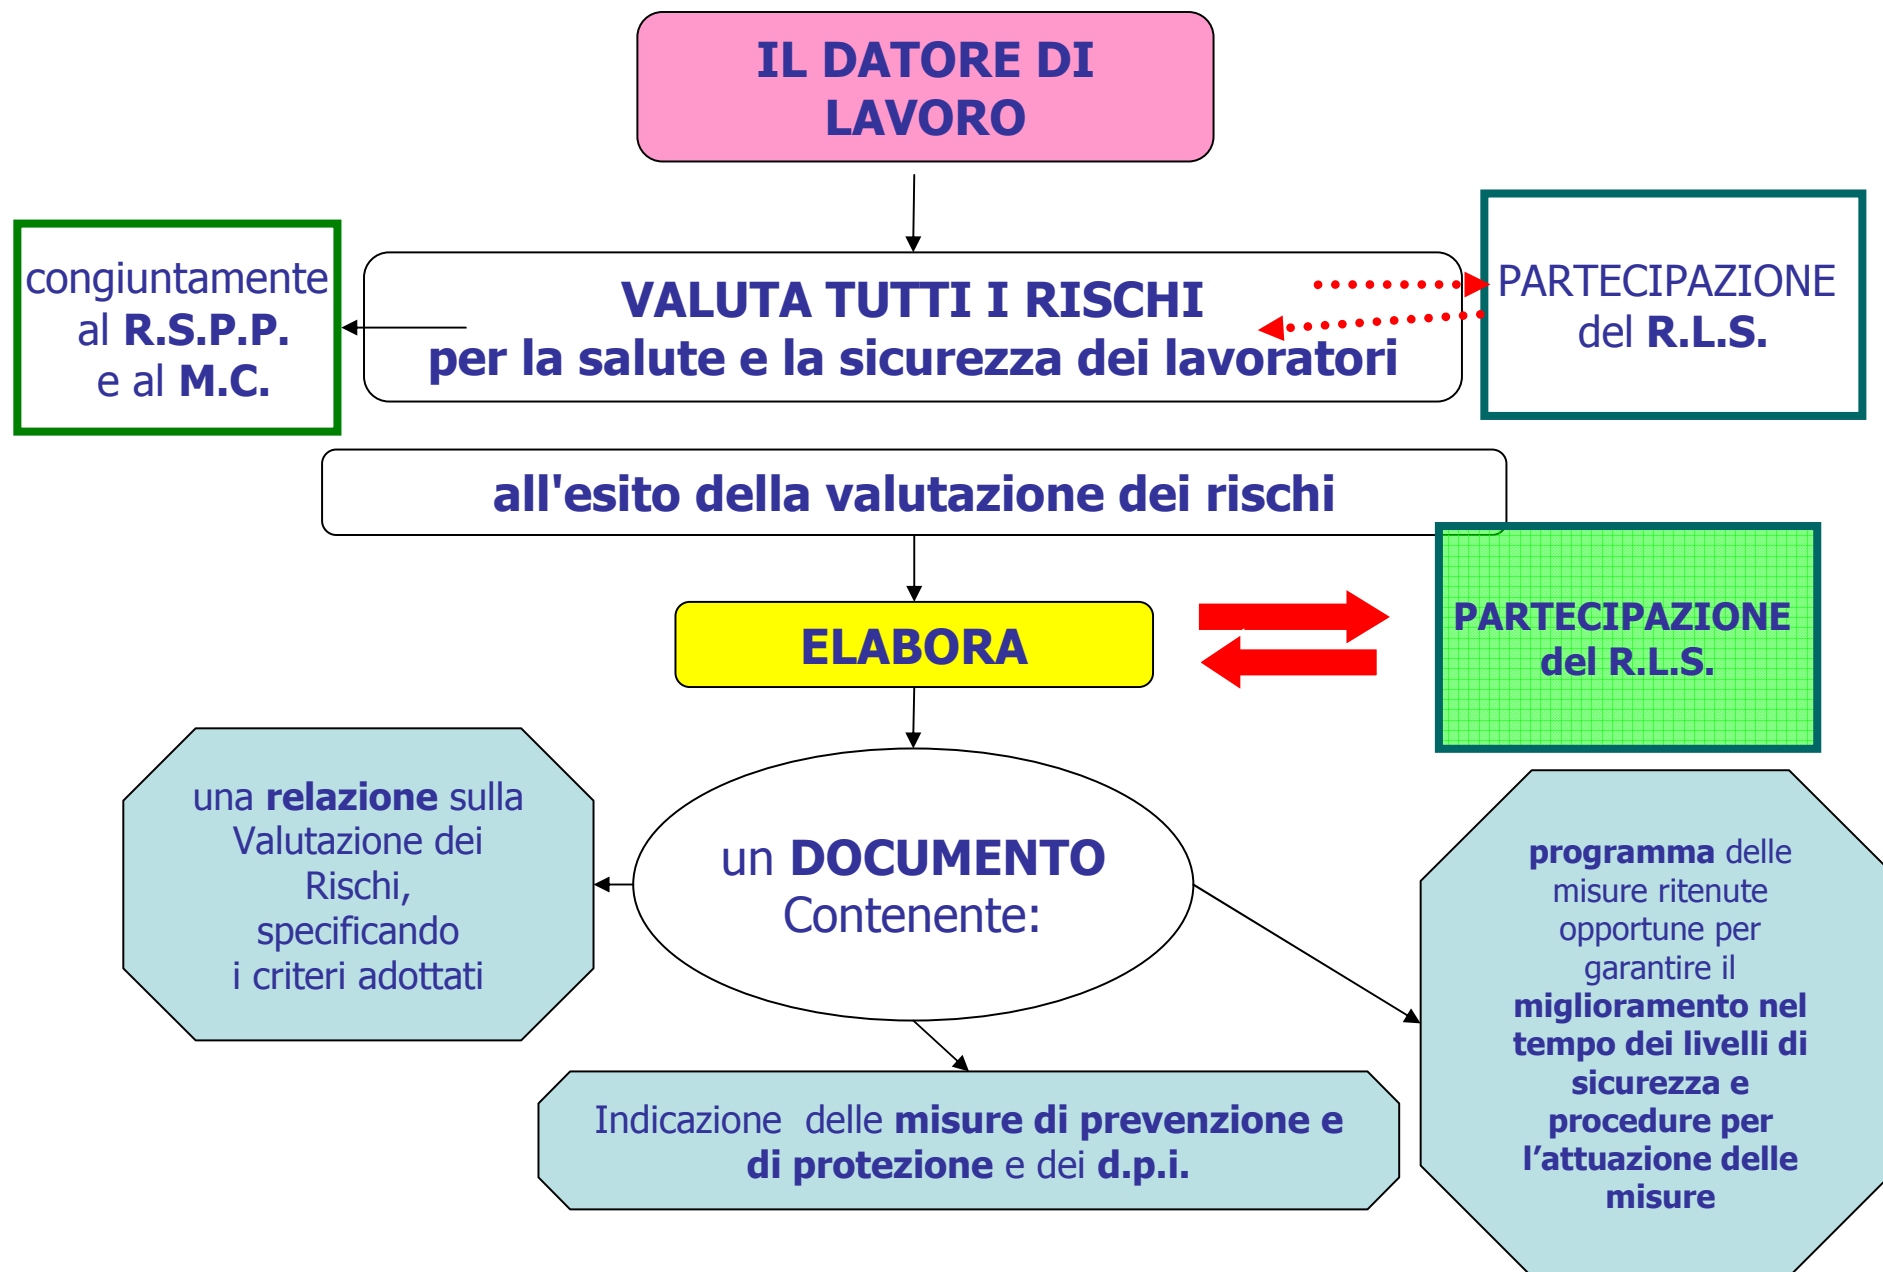 IL DATORE DI
LAVORO
congiuntamente
al R.S.P.P.
e al M.C.
VALUTA TUTTI I RISCHI
per la salute e la sicurezza dei lavoratori
PARTECIPAZIONE
del R.L.S.
all'esito della valutazione dei rischi
ELABORA
PARTECIPAZIONE
del R.L.S.
una relazione sulla
Valutazione dei
Rischi,
specificando
i criteri adottati
un DOCUMENTO
Contenente:
programma delle
misure ritenute
opportune per
garantire il
miglioramento nel
tempo dei livelli di
sicurezza e
procedure per
l’attuazione delle
misure
Indicazione  delle misure di prevenzione e
di protezione e dei d.p.i.